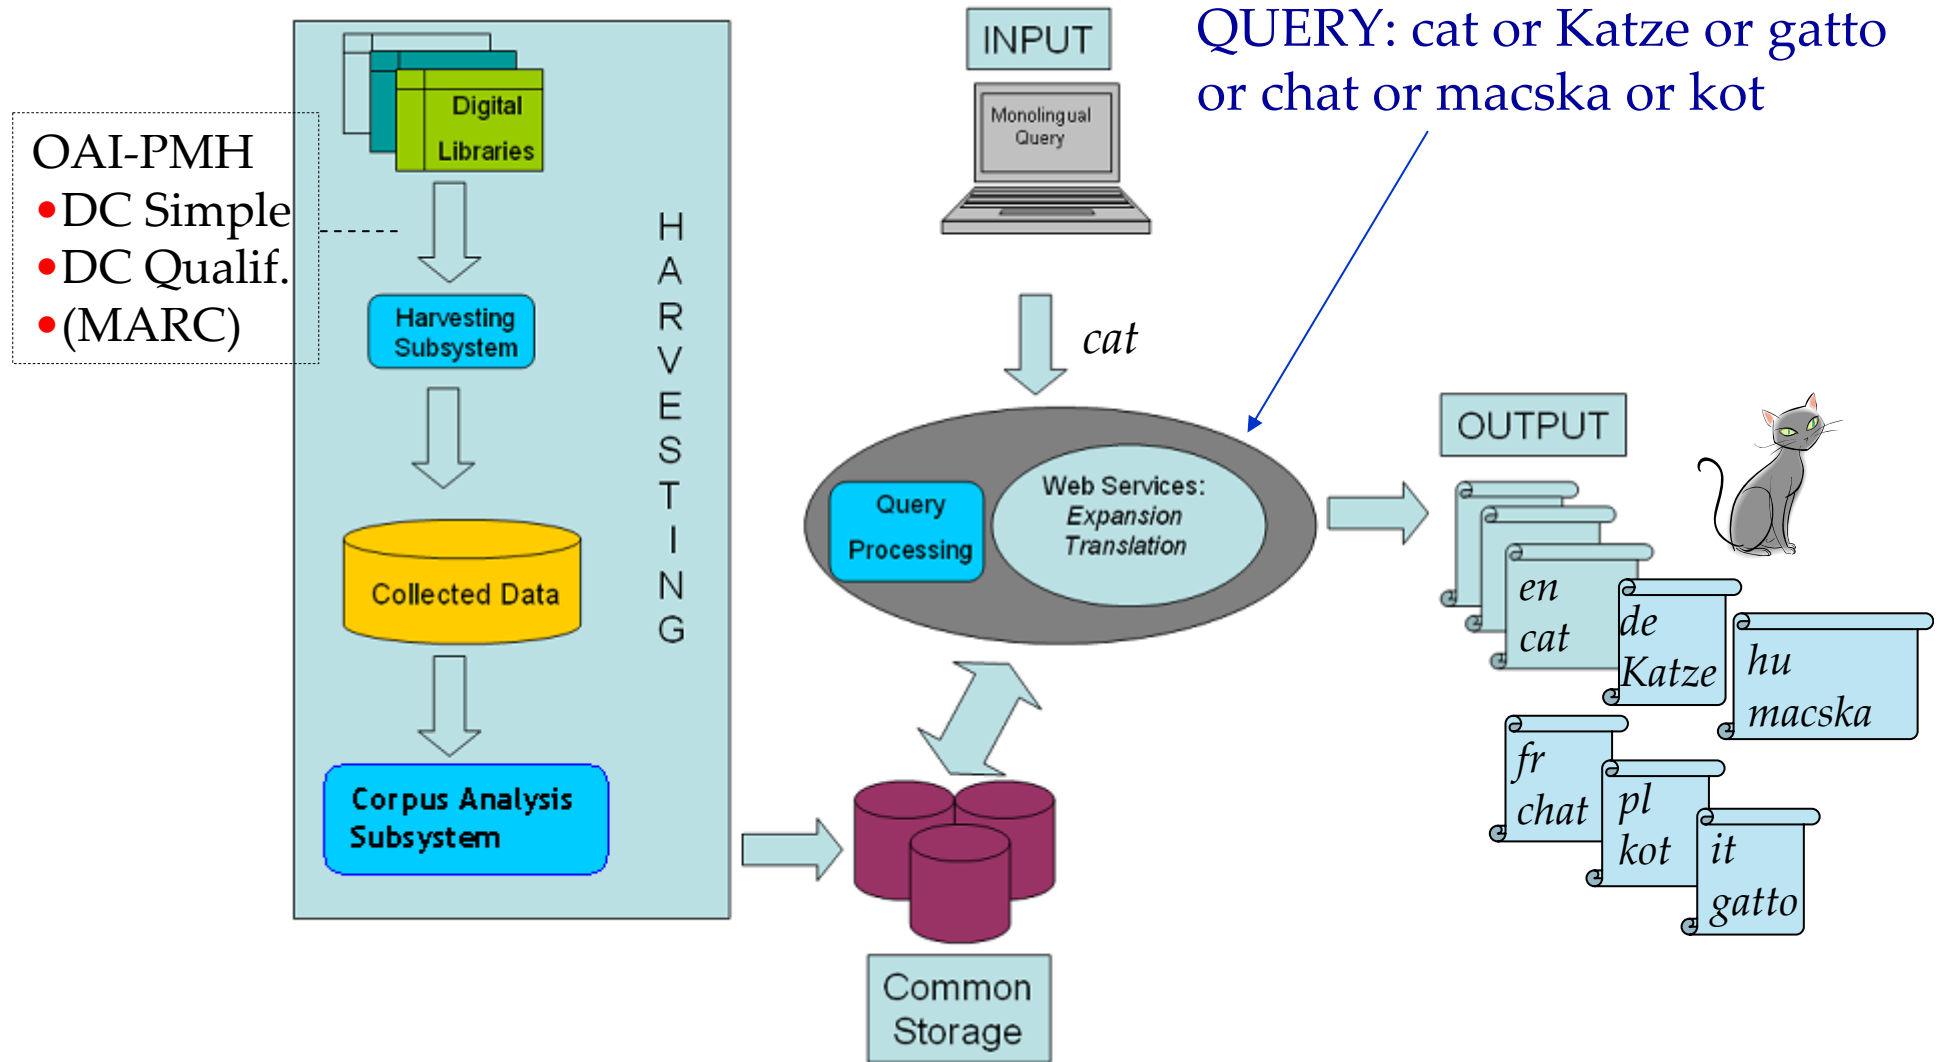 OAI-PMH
•DC Simple
•DC Qualif.
•(MARC)
Digital
Libraries
Harvesting
Subsystem
Collected Data
Corpus Analysis
Subsystem
H
A
R
V
E
S
T
I
N
G
INPUT
Monolingual
Query
QUERY: cat or Katze or gatto
or chat or macska or kot
cat
Query
Processing
Web Services:
Expansion
Translation
Common
Storage
OUTPUT
en
cat
de
Katze
hu
macska
fr
chat
pl
kot
it
gatto